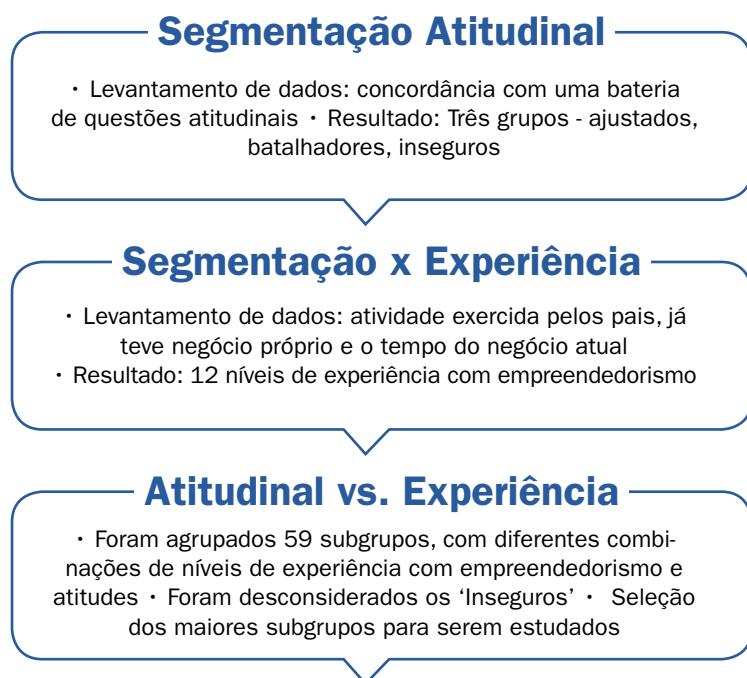 Segmentação Atitudinal
· Levantamento de dados: concordância com uma bateria
de questões atitudinais · Resultado: Três grupos - ajustados,
batalhadores, inseguros
Segmentação x Experiência
· Levantamento de dados: atividade exercida pelos pais, já
teve negócio próprio e o tempo do negócio atual
· Resultado: 12 níveis de experiência com empreendedorismo
Atitudinal vs. Experiência
· Foram agrupados 59 subgrupos, com diferentes combi-
nações de níveis de experiência com empreendedorismo e
atitudes · Foram desconsiderados os ‘Inseguros’ · Seleção
dos maiores subgrupos para serem estudados